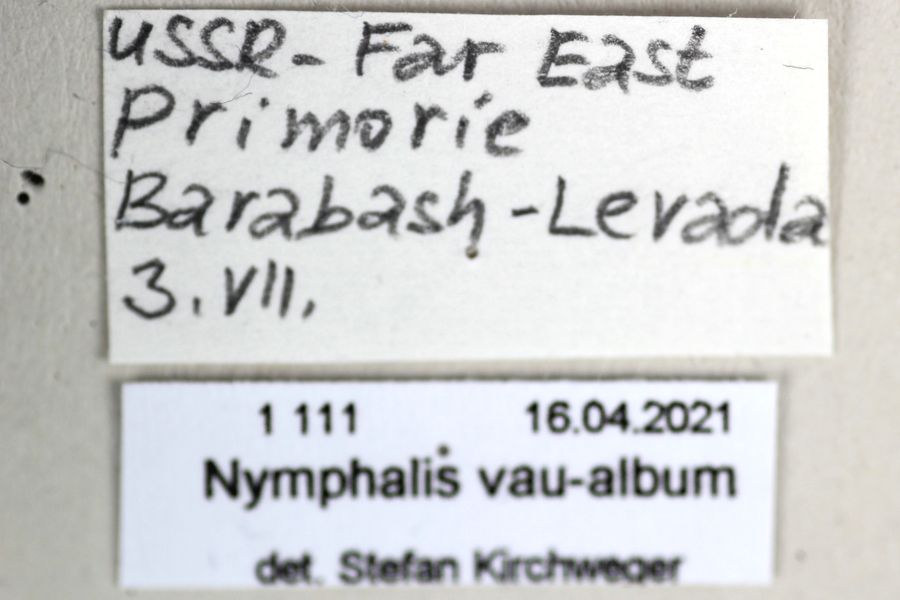 USSR - Far East
Primorie
Barabash - Levada
3. VII.
1 111 16.04.2021
Nymphalis vau-album
det. Stefan Kirchweger